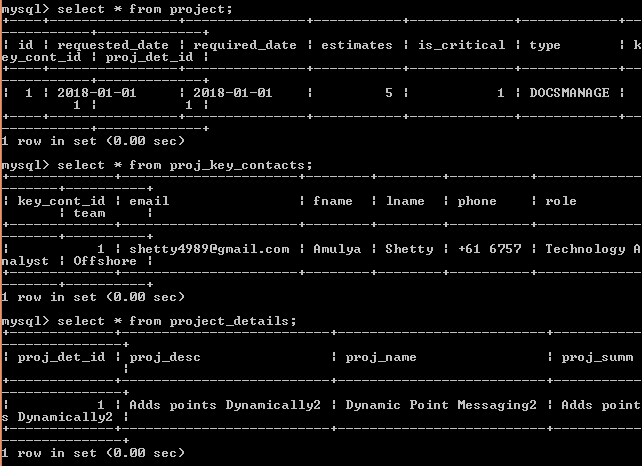 mysql> select * from project;
+----+----------------+---------------+-----------+-------------+------------+--
------------+-------------+
¦ id ¦ requested_date ¦ required_date ¦ estimates ¦ is_critical ¦ type       ¦ k
ey_cont_id ¦ proj_det_id ¦
+----+----------------+---------------+-----------+-------------+------------+--
------------+-------------+
¦  1 ¦ 2018-01-01     ¦ 2018-01-01    ¦         5 ¦           1 ¦ DOCSMANAGE ¦
         1 ¦           1 ¦
+----+----------------+---------------+-----------+-------------+------------+--
------------+-------------+
1 row in set (0.00 sec)
mysql> select * from proj_key_contacts;
+-------------+----------------------+--------+--------+----------+-------------
-------+----------+
¦ key_cont_id ¦ email                ¦ fname  ¦ lname  ¦ phone    ¦ role
       ¦ team     ¦
+-------------+----------------------+--------+--------+----------+-------------
-------+----------+
¦           1 ¦ shetty4989@gmail.com ¦ Amulya ¦ Shetty ¦ +61 6757 ¦ Technology A
nalyst ¦ Offshore ¦
+-------------+----------------------+--------+--------+----------+-------------
-------+----------+
1 row in set (0.00 sec)
mysql> select * from project_details;
+-------------+-------------------------+--------------------------+------------
---------------+
¦ proj_det_id ¦ proj_desc               ¦ proj_name                ¦ proj_summ
               ¦
+-------------+-------------------------+--------------------------+------------
---------------+
¦           1 ¦ Adds points Dynamically2 ¦ Dynamic Point Messaging2 ¦ Adds point
s Dynamically2 ¦
+-------------+-------------------------+--------------------------+------------
---------------+
1 row in set (0.00 sec)